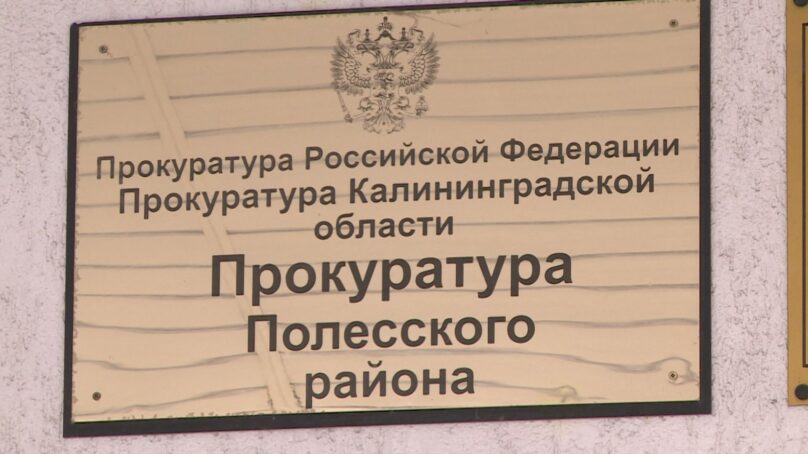 Прокуратура Российской Федерации
Прокуратура Калининградской
области
Прокуратура
Полесского
района